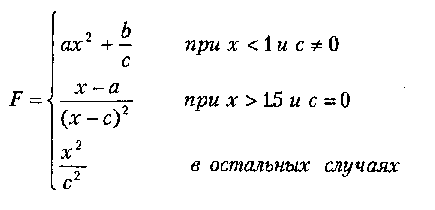 F = { ax² + b/c при x < 1 и c ≠ 0
(x − a)/(x − c)² при x > 1.5 и c = 0
x²/c² в остальных случаях